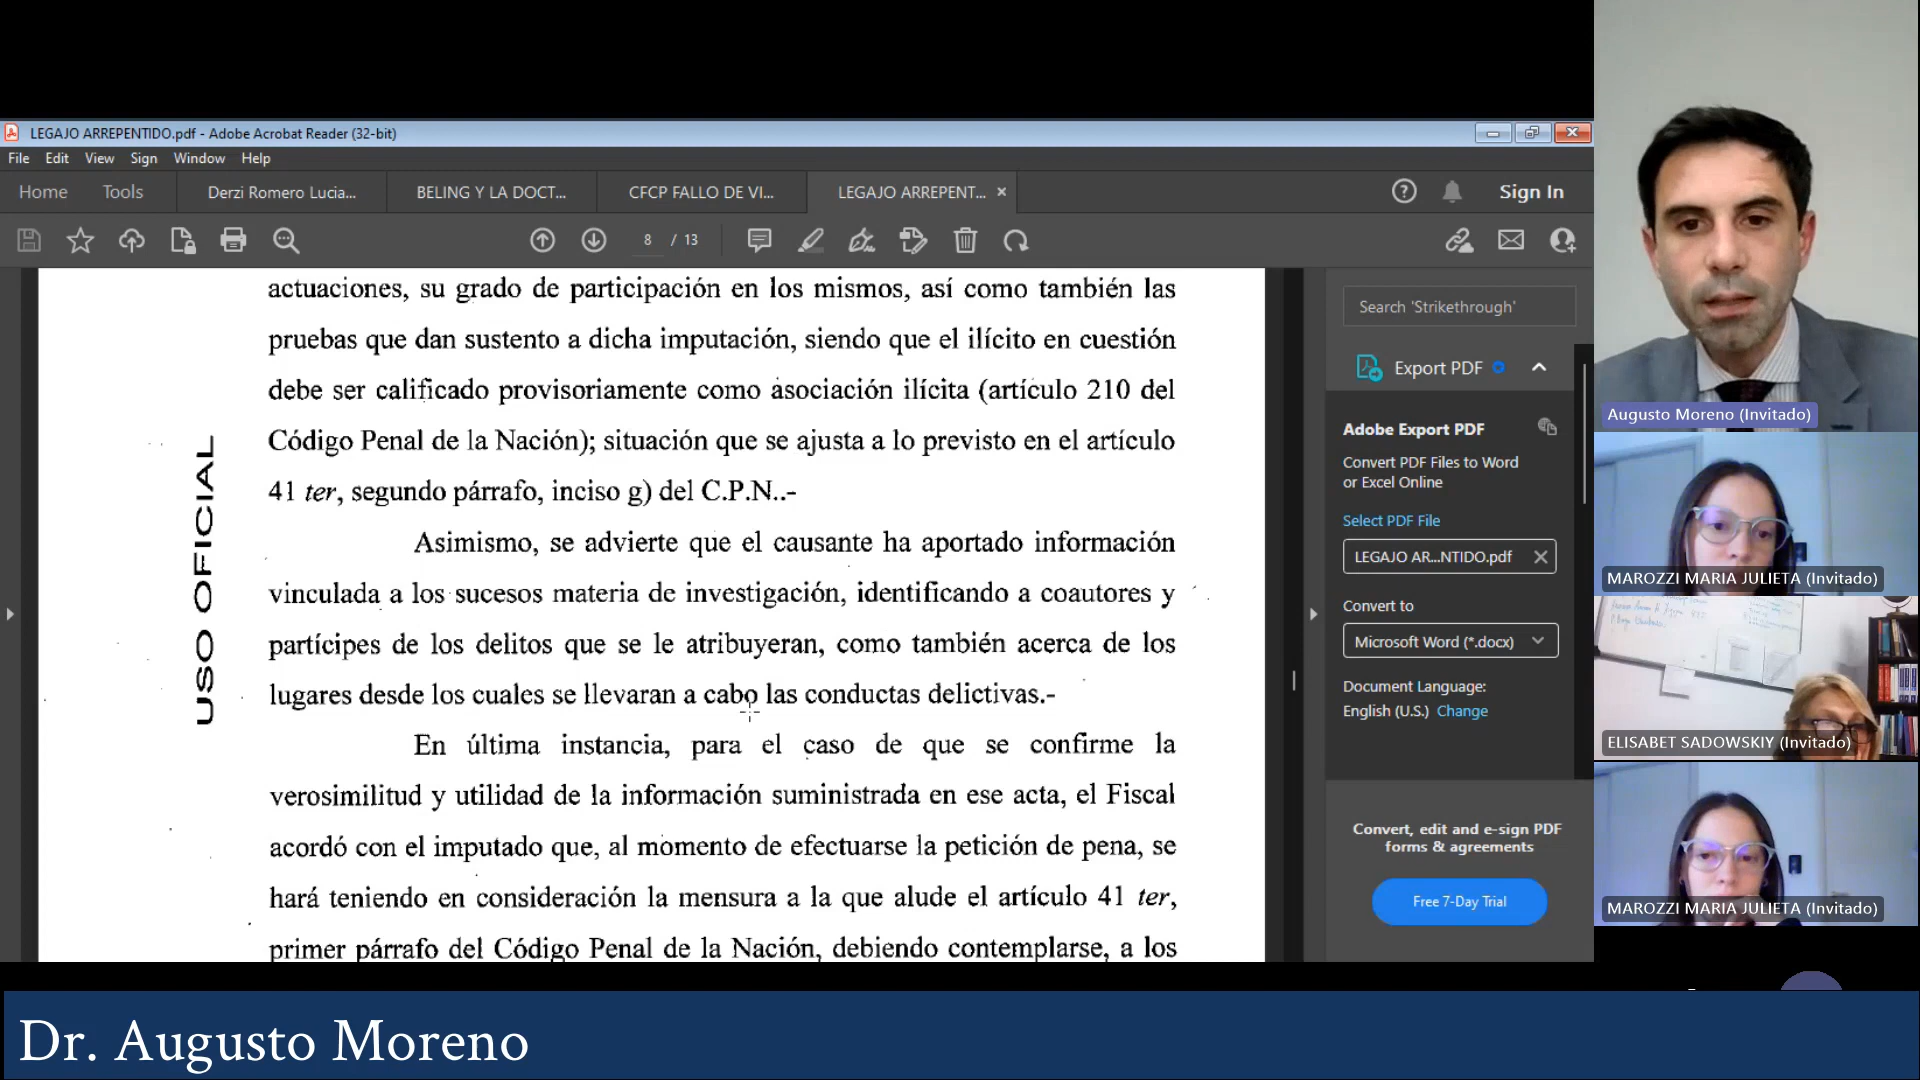 LEGAJO ARREPENTIDO.pdf - Adobe Acrobat Reader (32-bit)
File Edit View Sign Window Help
Home Tools Derzi Romero Lucia... BELING Y LA DOCT... CFCP FALLO DE VI... LEGAJO ARREPENT... Sign In
8 / 13
actuaciones, su grado de participación en los mismos, así como también las
pruebas que dan sustento a dicha imputación, siendo que el ilícito en cuestión
debe ser calificado provisoriamente como asociación ilícita (artículo 210 del
Código Penal de la Nación); situación que se ajusta a lo previsto en el artículo
41 ter, segundo párrafo, inciso g) del C.P.N..-
Asimismo, se advierte que el causante ha aportado información
vinculada a los sucesos materia de investigación, identificando a coautores y
partícipes de los delitos que se le atribuyeran, como también acerca de los
lugares desde los cuales se llevaran a cabo las conductas delictivas.-
En última instancia, para el caso de que se confirme la
verosimilitud y utilidad de la información suministrada en ese acta, el Fiscal
acordó con el imputado que, al momento de efectuarse la petición de pena, se
hará teniendo en consideración la mensura a la que alude el artículo 41 ter,
primer párrafo del Código Penal de la Nación, debiendo contemplarse, a los
USO OFICIAL
Search 'Strikethrough'
Export PDF
Adobe Export PDF
Convert PDF Files to Word
or Excel Online
Select PDF File
LEGAJO AR...NTIDO.pdf
Convert to
Microsoft Word (*.docx)
Document Language:
English (U.S.) Change
Convert, edit and e-sign PDF
forms & agreements
Free 7-Day Trial
Augusto Moreno (Invitado)
MAROZZI MARIA JULIETA (Invitado)
ELISABET SADOWSKIY (Invitado)
MAROZZI MARIA JULIETA (Invitado)
Dr. Augusto Moreno